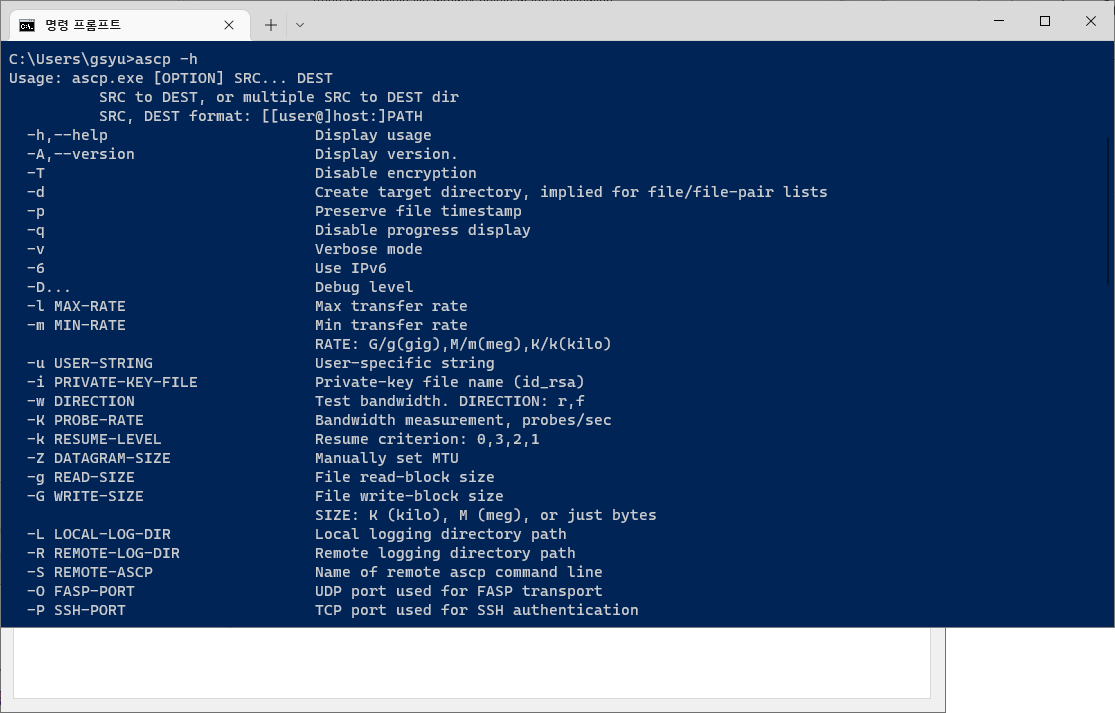 명령 프롬프트
C:\Users\gsyu>ascp -h
Usage: ascp.exe [OPTION] SRC... DEST
SRC to DEST, or multiple SRC to DEST dir
SRC, DEST format: [[user@]host:]PATH
-h,--help Display usage
-A,--version Display version.
-T Disable encryption
-d Create target directory, implied for file/file-pair lists
-p Preserve file timestamp
-q Disable progress display
-v Verbose mode
-6 Use IPv6
-D... Debug level
-l MAX-RATE Max transfer rate
-m MIN-RATE Min transfer rate
RATE: G/g(gig),M/m(meg),K/k(kilo)
-u USER-STRING User-specific string
-i PRIVATE-KEY-FILE Private-key file name (id_rsa)
-w DIRECTION Test bandwidth. DIRECTION: r,f
-K PROBE-RATE Bandwidth measurement, probes/sec
-k RESUME-LEVEL Resume criterion: 0,3,2,1
-Z DATAGRAM-SIZE Manually set MTU
-g READ-SIZE File read-block size
-G WRITE-SIZE File write-block size
SIZE: K (kilo), M (meg), or just bytes
-L LOCAL-LOG-DIR Local logging directory path
-R REMOTE-LOG-DIR Remote logging directory path
-S REMOTE-ASCP Name of remote ascp command line
-O FASP-PORT UDP port used for FASP transport
-P SSH-PORT TCP port used for SSH authentication